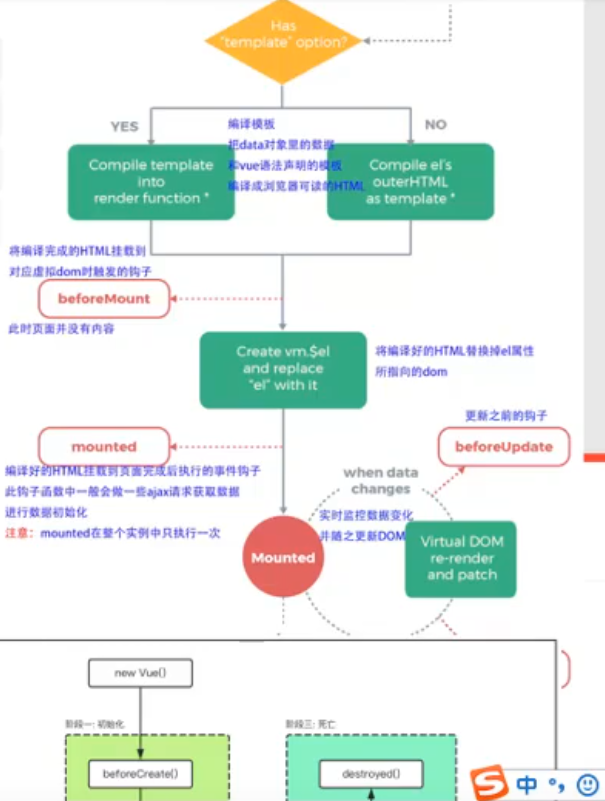 Has
"template" option?
YES
NO
编译模板
把data对象里的数据
和vue语法声明的模板
编译成浏览器可读的HTML
Compile template
into
render function *
Compile el's
outerHTML
as template *
将编译完成的HTML挂载到
对应虚拟dom时触发的钩子
beforeMount
此时页面并没有内容
Create vm.$el
and replace
"el" with it
将编译好的HTML替换掉el属性
所指向的dom
更新之前的钩子
beforeUpdate
mounted
编译好的HTML挂载到页面完成后执行的事件钩子
此钩子函数中一般会做一些ajax请求获取数据
进行数据初始化
注意：mounted在整个实例中只执行一次
when data
changes
实时监控数据变化
并随之更新DOM
Mounted
Virtual DOM
re-render
and patch
new Vue()
阶段一: 初始化
阶段三: 死亡
beforeCreate()
destroyed()
S
中